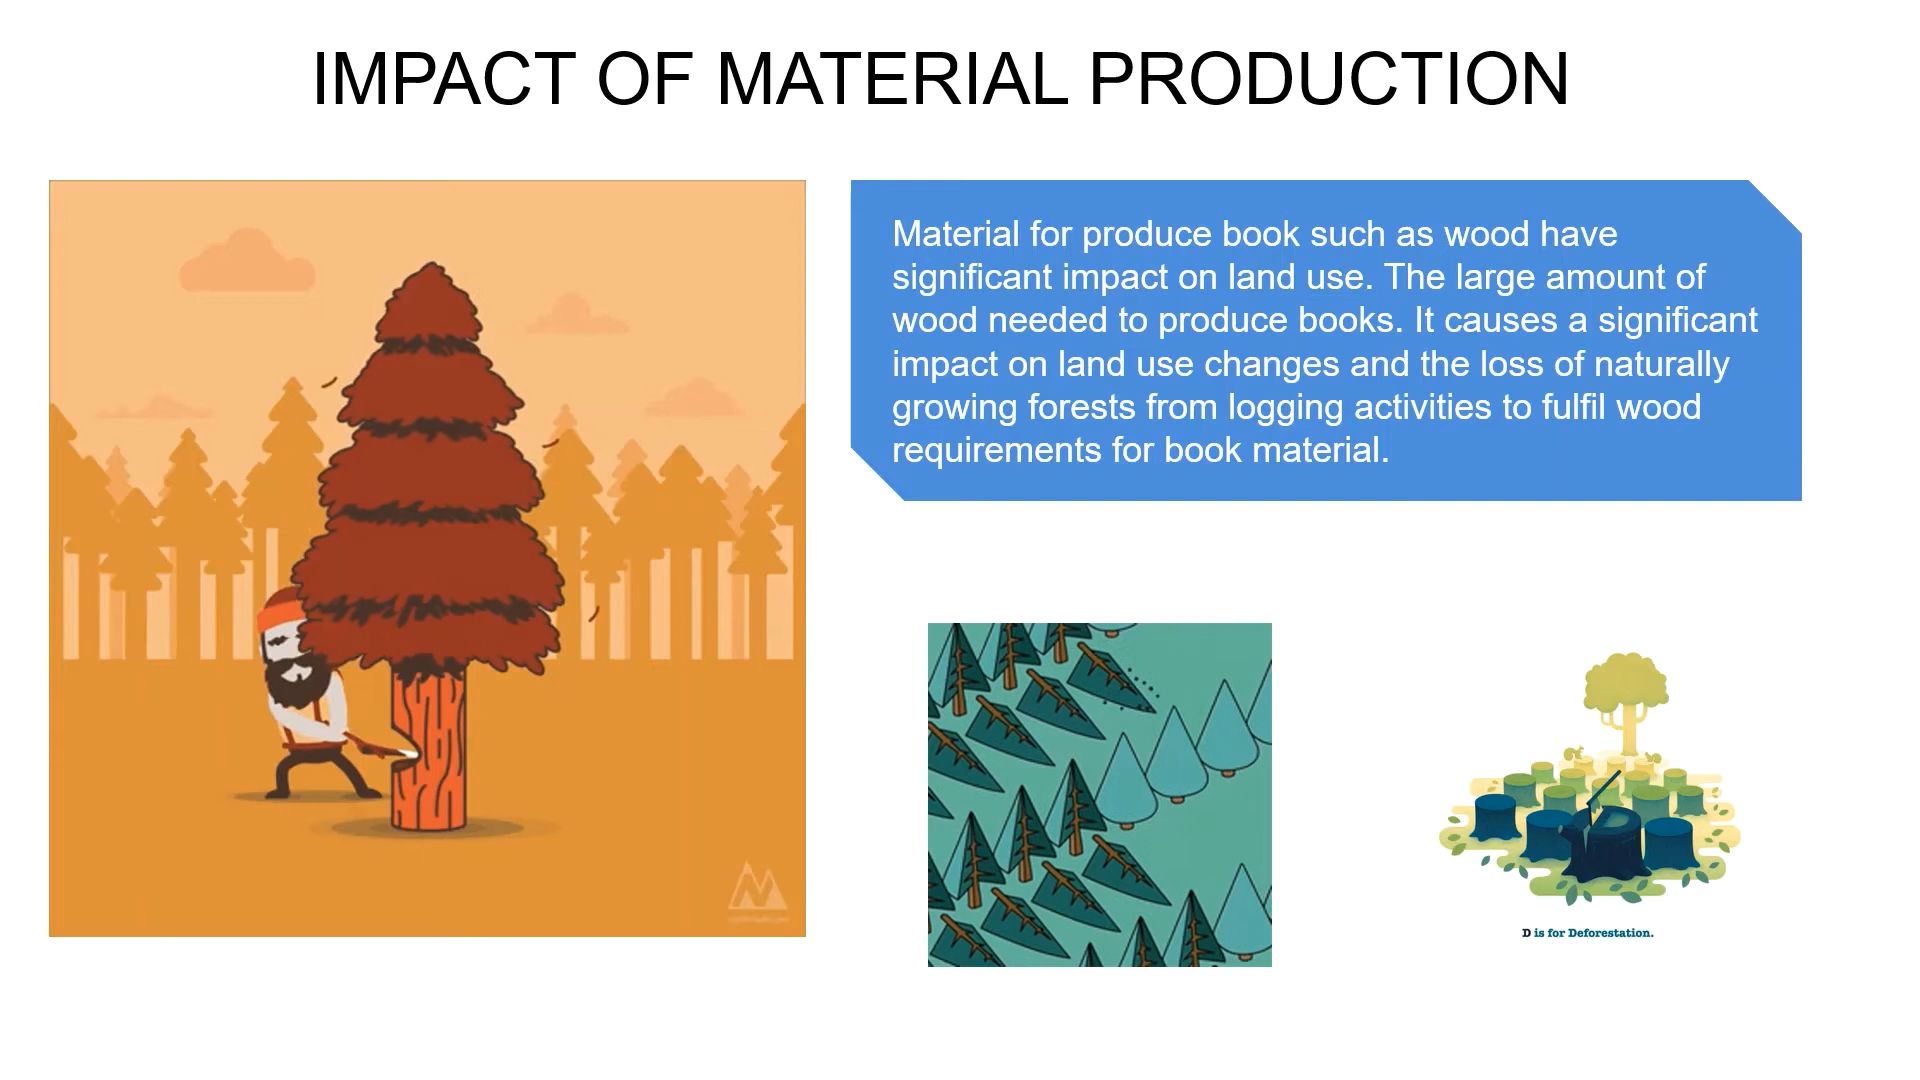 IMPACT OF MATERIAL PRODUCTION
Material for produce book such as wood have
significant impact on land use. The large amount of
wood needed to produce books. It causes a significant
impact on land use changes and the loss of naturally
growing forests from logging activities to fulfil wood
requirements for book material.
D is for Deforestation.